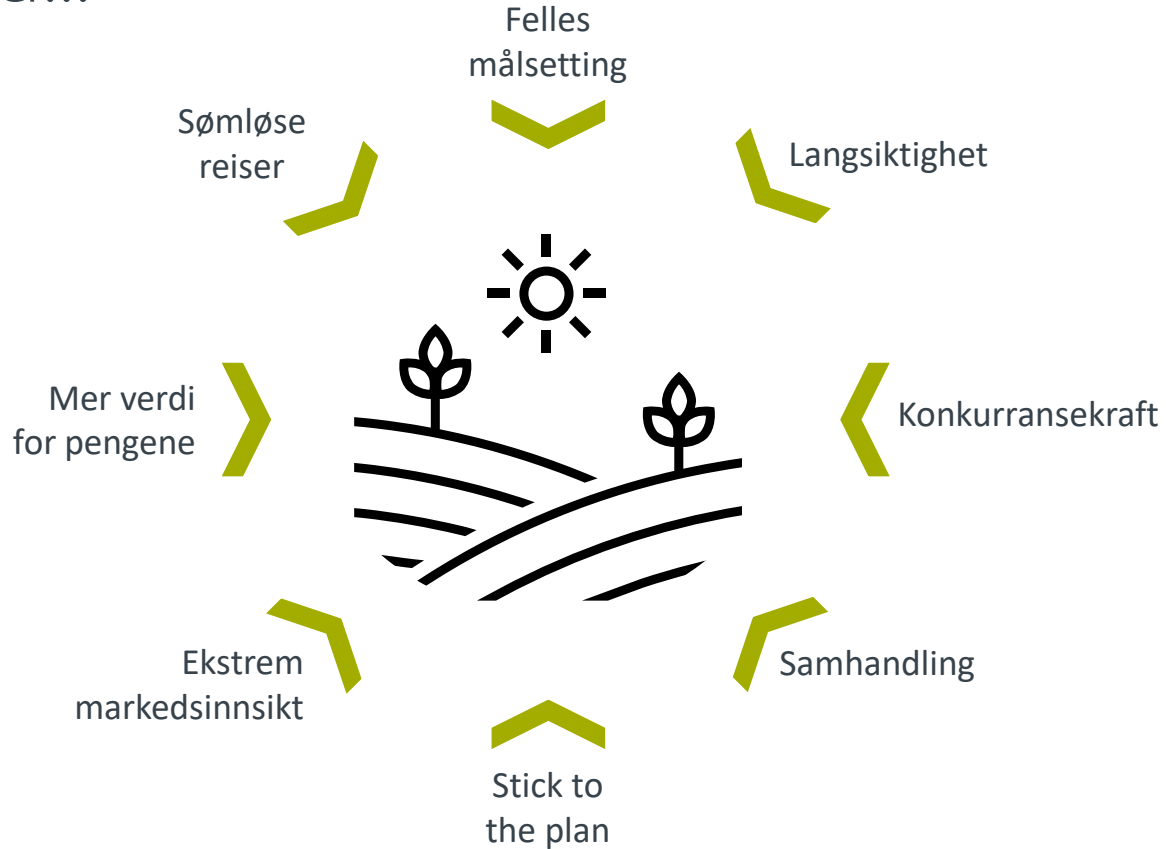 Felles
målsetting
Langsiktighet
Konkurransekraft
Samhandling
Stick to
the plan
Ekstrem
markedsinnsikt
Mer verdi
for pengene
Sømløse
reiser